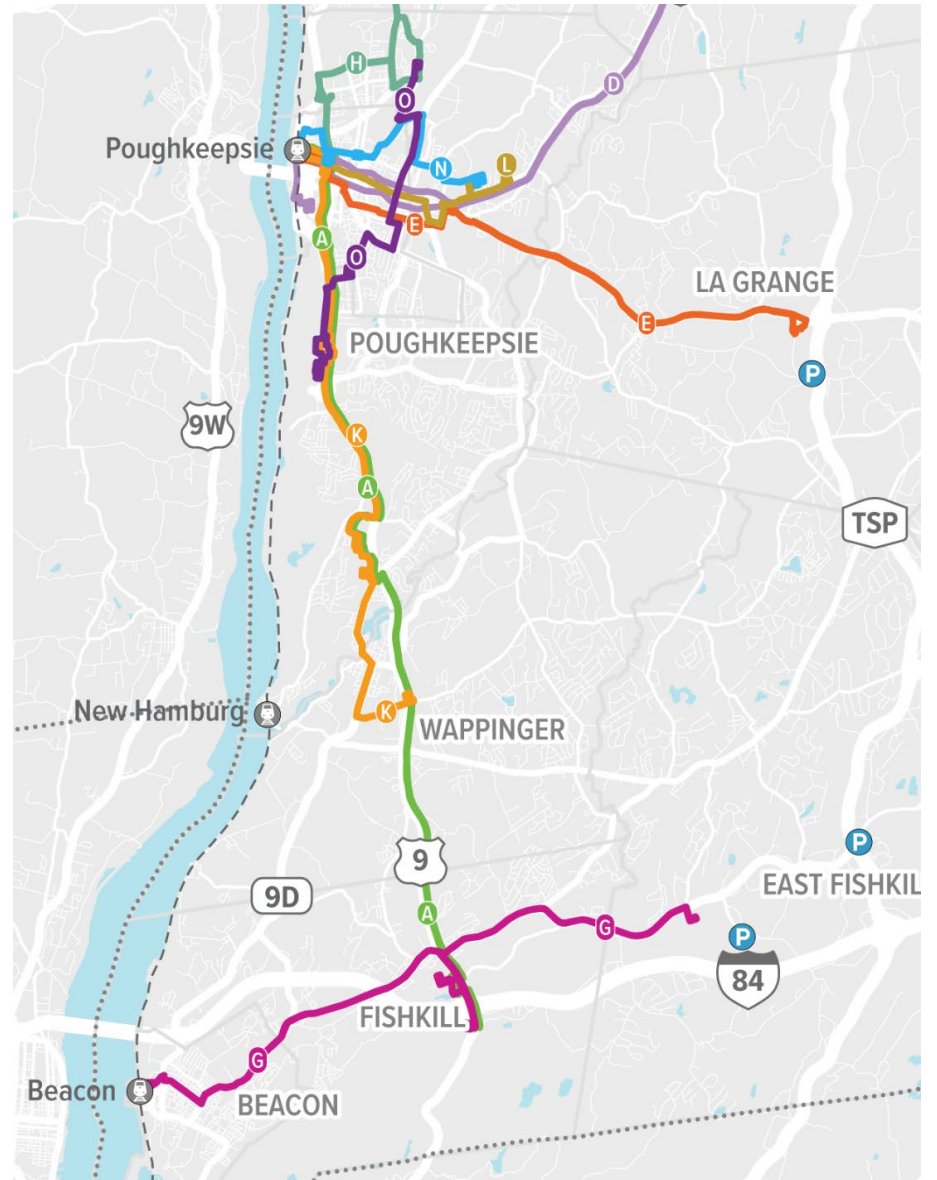 H
D
O
Poughkeepsie
N
L
A
E
O
LA GRANGE
E
POUGHKEEPSIE
P
9W
K
A
TSP
New Hamburg
K
WAPPINGER
P
9
EAST FISHKIL
9D
A
G
P
84
FISHKILL
G
Beacon
BEACON